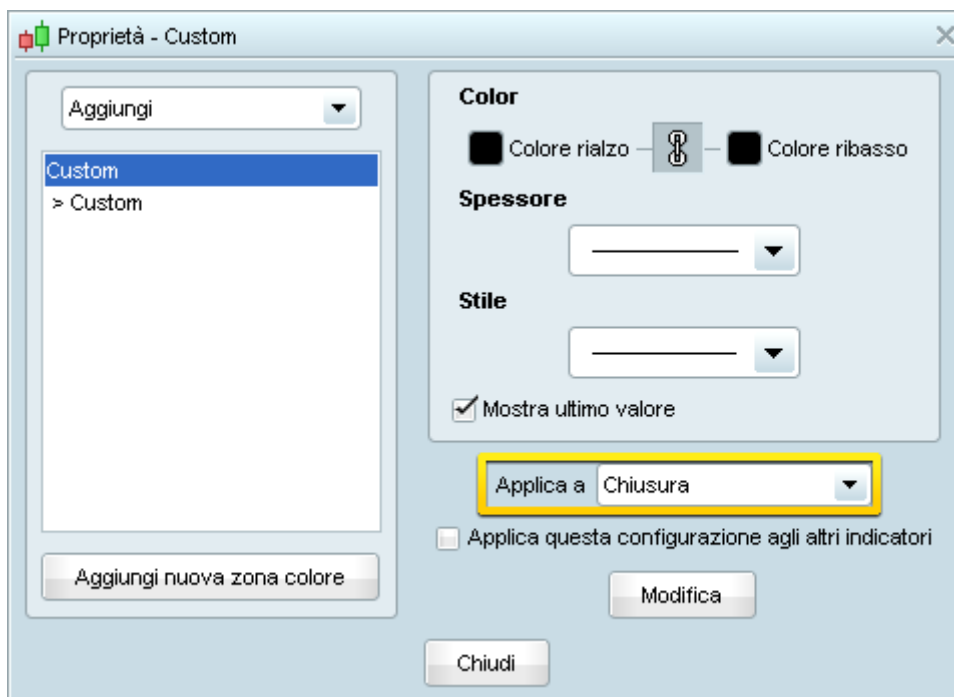 Proprietà - Custom
Aggiungi
Custom
> Custom
Aggiungi nuova zona colore
Color
Colore rialzo
Colore ribasso
Spessore
Stile
Mostra ultimo valore
Applica a Chiusura
Applica questa configurazione agli altri indicatori
Modifica
Chiudi